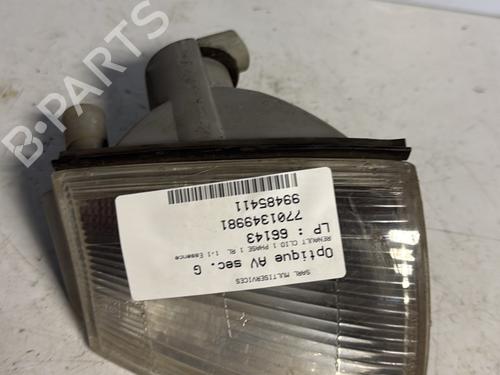 SARL MULTISERVICES
Optique AV sec. G
RENAULT CLIO 1 PHASE 1 RL 1.1 Essence
LP : 66143
7701349981
99485411
B-PARTS